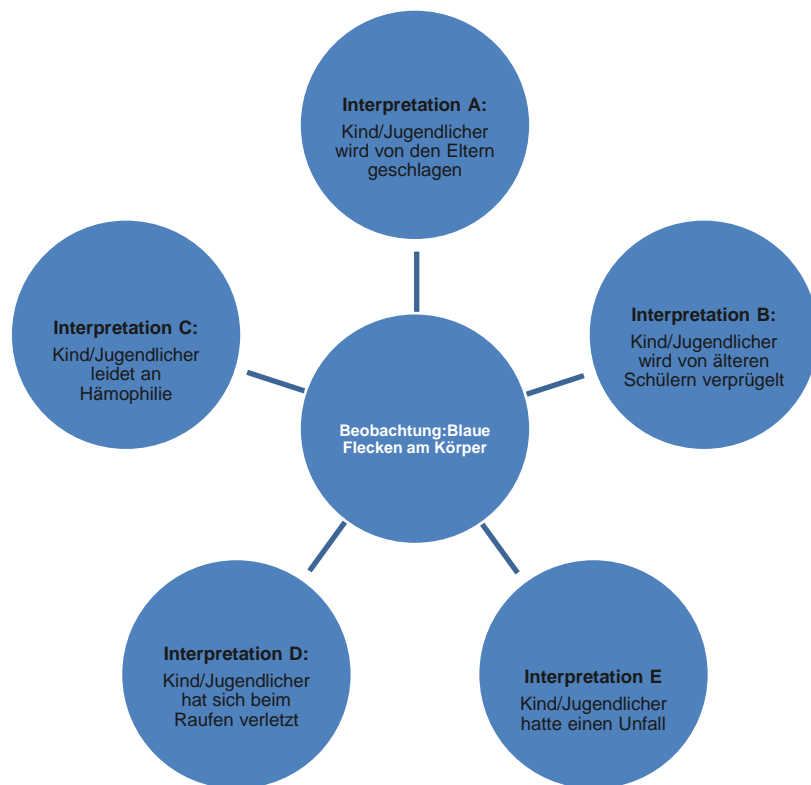 Interpretation A:
Kind/Jugendlicher
wird von den Eltern
geschlagen
Interpretation B:
Kind/Jugendlicher
wird von älteren
Schülern verprügelt
Interpretation C:
Kind/Jugendlicher
leidet an
Hämophilie
Beobachtung:Blaue
Flecken am Körper
Interpretation D:
Kind/Jugendlicher
hat sich beim
Raufen verletzt
Interpretation E
Kind/Jugendlicher
hatte einen Unfall